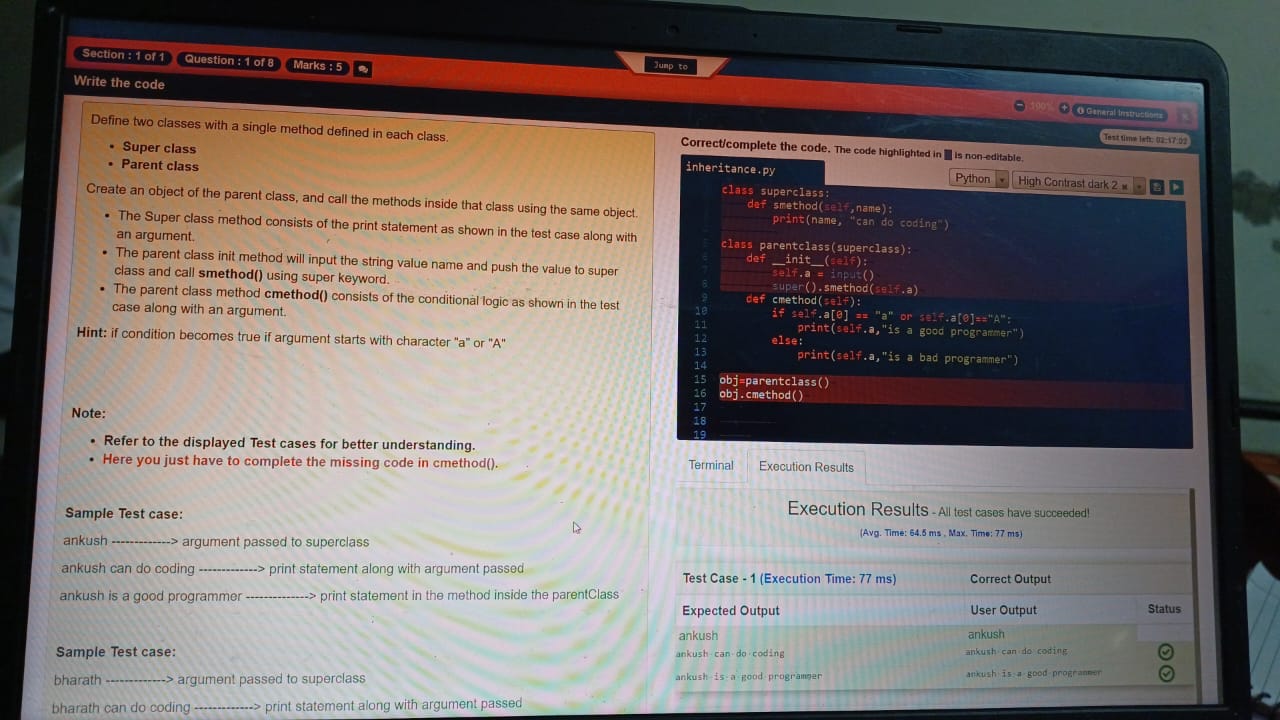 Section : 1 of 1 Question : 1 of 8 Marks : 5
Jump to
100% General Instructions
Write the code
Test time left: 02:17:02
Define two classes with a single method defined in each class.
• Super class
• Parent class
Create an object of the parent class, and call the methods inside that class using the same object.
• The Super class method consists of the print statement as shown in the test case along with
an argument.
• The parent class init method will input the string value name and push the value to super
class and call smethod() using super keyword.
• The parent class method cmethod() consists of the conditional logic as shown in the test
case along with an argument.
Hint: if condition becomes true if argument starts with character "a" or "A"
Note:
• Refer to the displayed Test cases for better understanding.
• Here you just have to complete the missing code in cmethod().
Sample Test case:
ankush -------------> argument passed to superclass
ankush can do coding -------------> print statement along with argument passed
ankush is a good programmer --------------> print statement in the method inside the parentClass
Sample Test case:
bharath -------------> argument passed to superclass
bharath can do coding -------------> print statement along with argument passed
Correct/complete the code. The code highlighted in is non-editable.
inheritance.py
Python High Contrast dark 2
class superclass:
def smethod(self,name):
print(name, "can do coding")
5 class parentclass(superclass):
6 def __init__(self):
7 self.a = input()
8 super().smethod(self.a)
9 def cmethod(self):
10 if self.a[0] == "a" or self.a[0]=="A":
11 print(self.a,"is a good programmer")
12 else:
13 print(self.a,"is a bad programmer")
14
15 obj=parentclass()
16 obj.cmethod()
17
18
19
Terminal Execution Results
Execution Results - All test cases have succeeded!
(Avg. Time: 64.5 ms , Max. Time: 77 ms)
Test Case - 1 (Execution Time: 77 ms) Correct Output
Expected Output User Output Status
ankush ankush
ankush·can·do·coding ankush·can·do·coding
ankush·is·a·good·programmer ankush·is·a·good·programmer